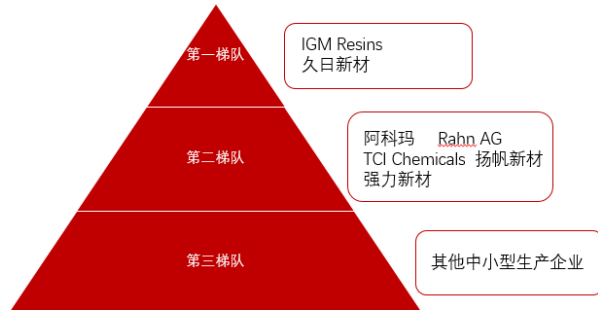 第一梯队
IGM Resins
久日新材
第二梯队
阿科玛 Rahn AG
TCI Chemicals 扬帆新材
强力新材
第三梯队
其他中小型生产企业